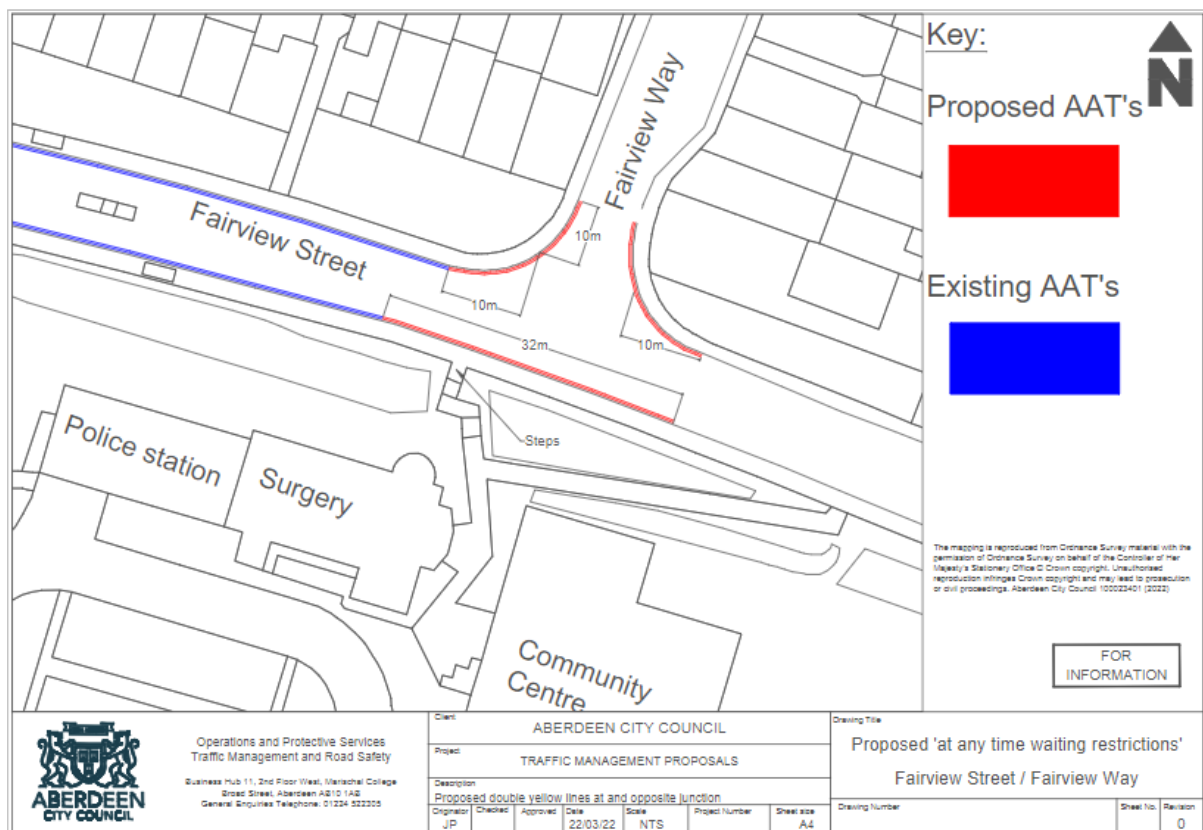 Key:
N
Proposed AAT's
Existing AAT's
Fairview Way
Fairview Street
10m
10m
32m
10m
Steps
Police station
Surgery
Community
Centre
The mapping is reproduced from Ordnance Survey material with the
permission of Ordnance Survey on behalf of the Controller of Her
Majesty's Stationery Office © Crown copyright. Unauthorised
reproduction infringes Crown copyright and may lead to prosecution
or civil proceedings. Aberdeen City Council 100023401 (2022)
FOR
INFORMATION
ABERDEEN
CITY COUNCIL
Operations and Protective Services
Traffic Management and Road Safety
Business Hub 11, 2nd Floor West, Marischal College
Broad Street, Aberdeen AB10 1AB
General Enquiries Telephone: 01224 522305
Client
ABERDEEN CITY COUNCIL
Project
TRAFFIC MANAGEMENT PROPOSALS
Description
Proposed double yellow lines at and opposite junction
Originator Checked Approved Date Scale Project Number Sheet size
JP 22/03/22 NTS A4
Drawing Title
Proposed 'at any time waiting restrictions'
Fairview Street / Fairview Way
Drawing Number Sheet No. Revision
0